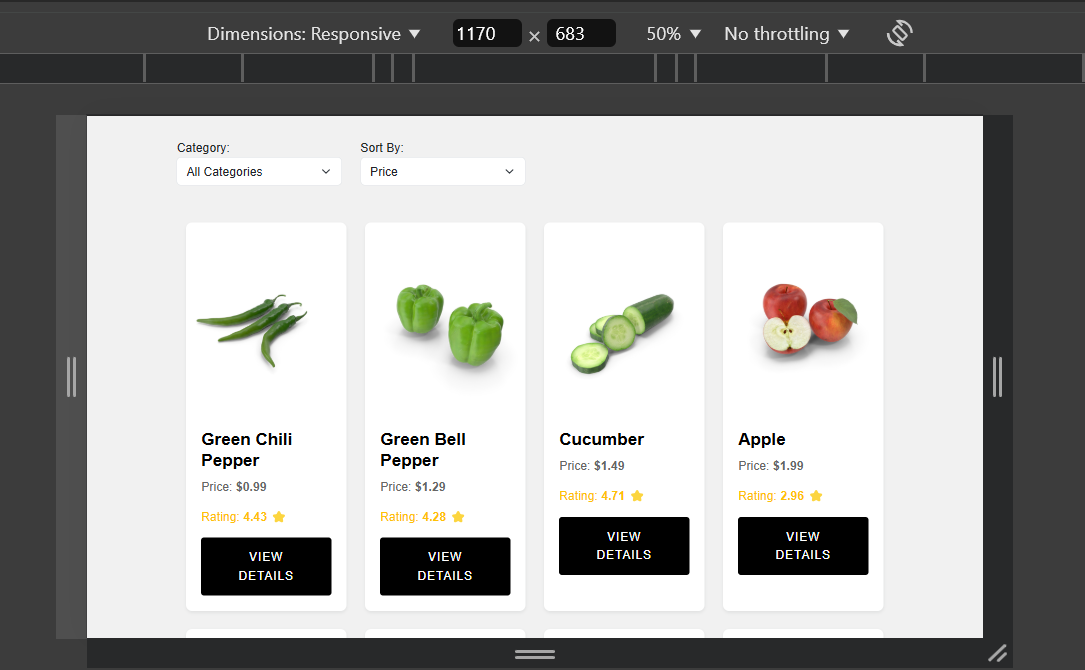 Dimensions: Responsive ▼ 1170 × 683 50% ▼ No throttling ▼
Category: Sort By:
All Categories Price
Green Chili Pepper
Price: $0.99
Rating: 4.43
VIEW DETAILS
Green Bell Pepper
Price: $1.29
Rating: 4.28
VIEW DETAILS
Cucumber
Price: $1.49
Rating: 4.71
VIEW DETAILS
Apple
Price: $1.99
Rating: 2.96
VIEW DETAILS